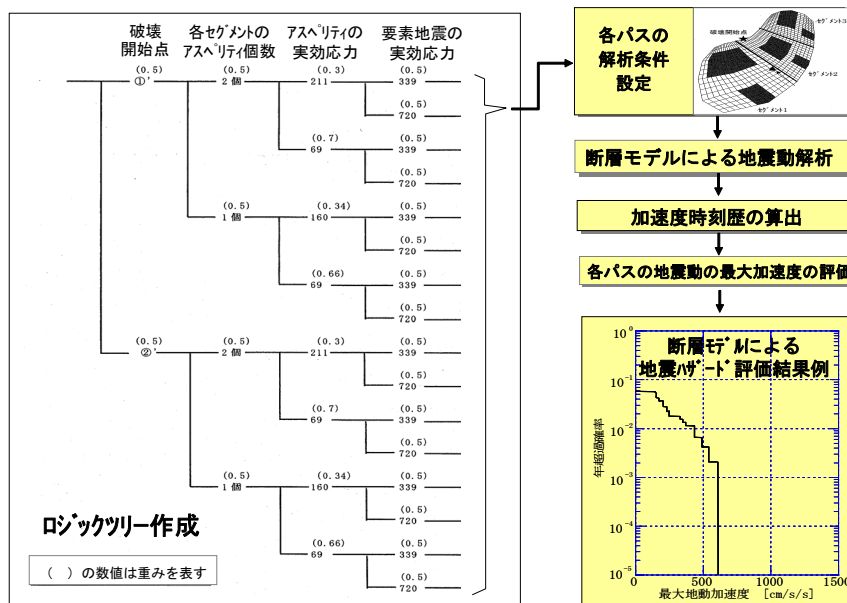 破壊
開始点
各セグメントの
アスペリティ個数
アスペリティの
実効応力
要素地震の
実効応力
(0.5)
①'
(0.5)
2 個
(0.3)
211
(0.5)
339
(0.5)
720
(0.7)
69
(0.5)
339
(0.5)
720
(0.5)
1 個
(0.34)
160
(0.5)
339
(0.5)
720
(0.66)
69
(0.5)
339
(0.5)
720
(0.5)
②'
(0.5)
2 個
(0.3)
211
(0.5)
339
(0.5)
720
(0.7)
69
(0.5)
339
(0.5)
720
(0.5)
1 個
(0.34)
160
(0.5)
339
(0.5)
720
(0.66)
69
(0.5)
339
(0.5)
720
ロジックツリー作成
( )の数値は重みを表す
各パスの
解析条件
設定
破壊開始点
セグメント3
セグメント2
セグメント1
断層モデルによる地震動解析
加速度時刻歴の算出
各パスの地震動の最大加速度の評価
断層モデルによる
地震ハザード評価結果例
年超過確率
10⁰
10⁻¹
10⁻²
10⁻³
10⁻⁴
10⁻⁵
0
500
1000
1500
最大地動加速度 [cm/s/s]